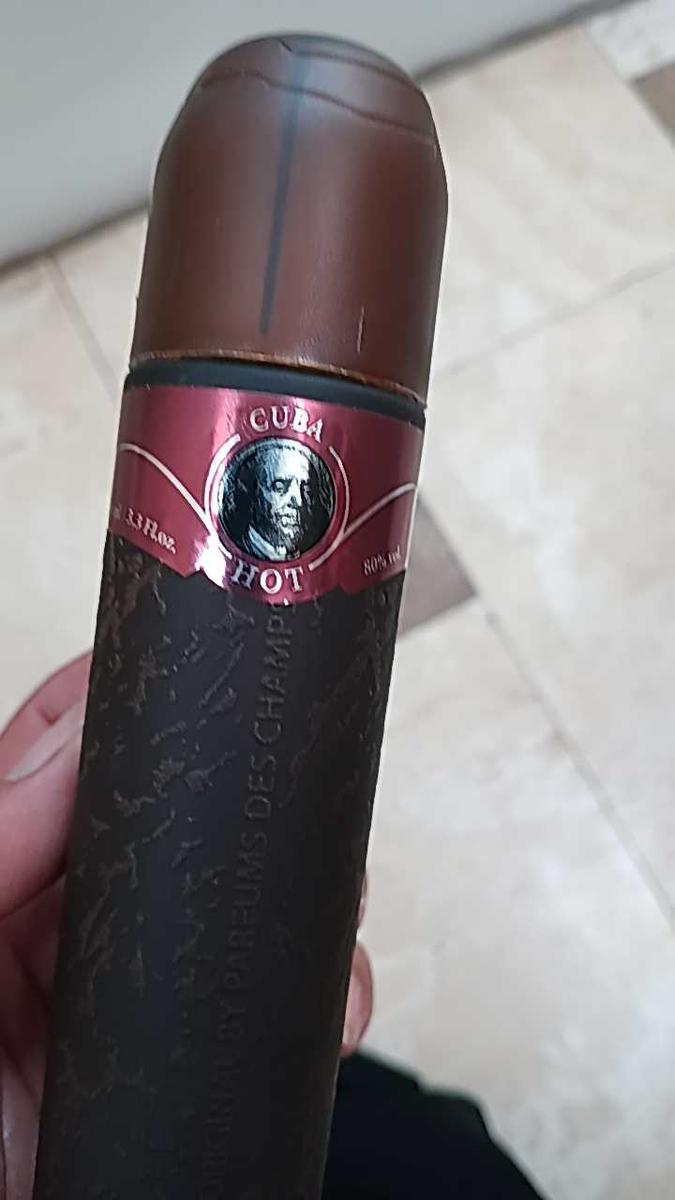 CUBA
3.3 Fl.oz.
80% vol
HOT
ORIGINAL BY PARFUMS DES CHAMPS